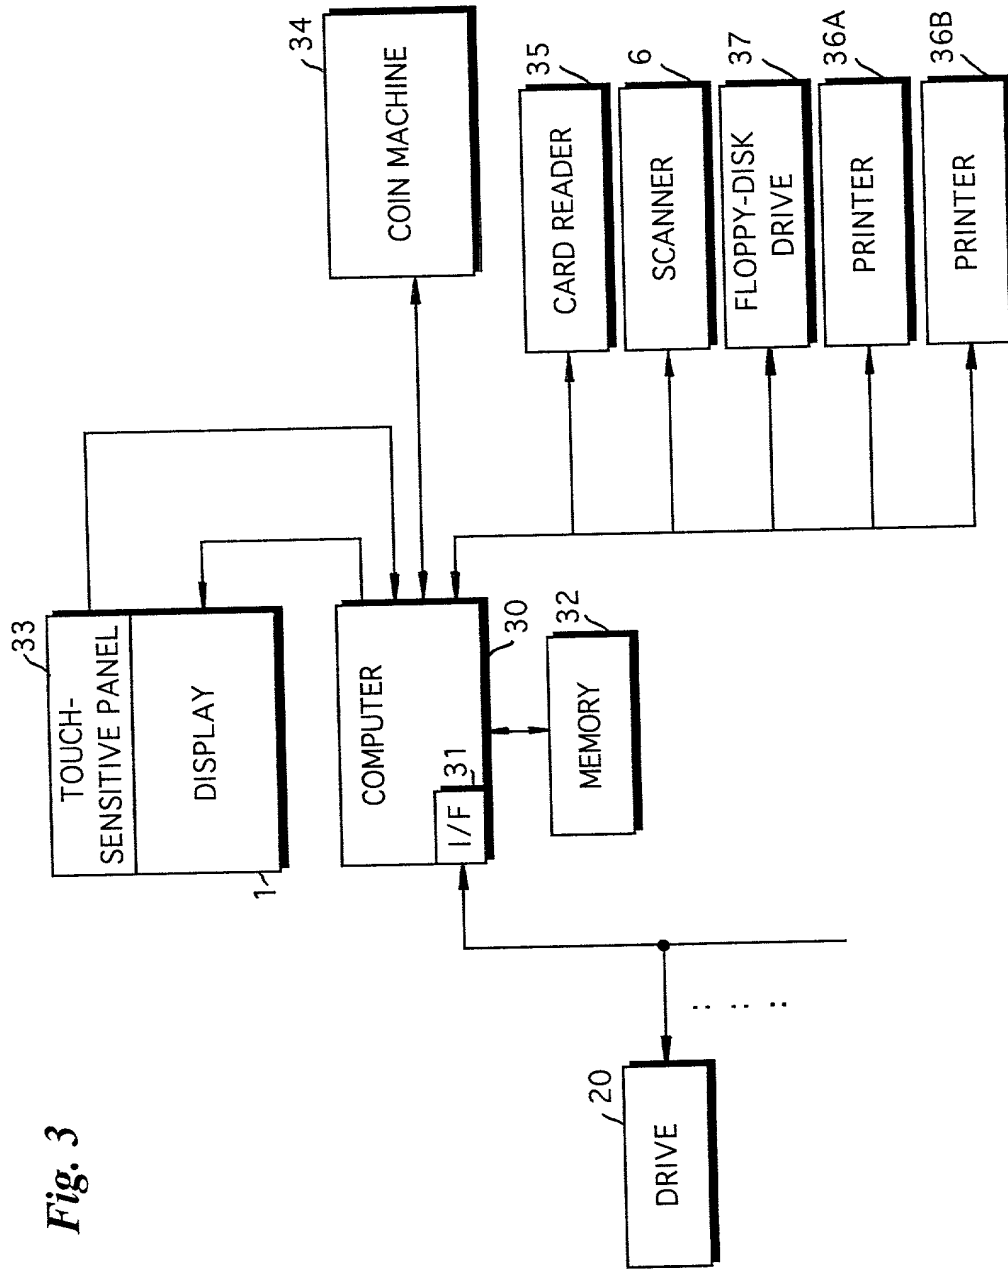 Fig. 3
33
TOUCH-
SENSITIVE PANEL
DISPLAY
1
34
COIN MACHINE
COMPUTER
I/F
31
30
32
MEMORY
20
DRIVE
35
CARD READER
6
SCANNER
37
FLOPPY-DISK
DRIVE
36A
PRINTER
36B
PRINTER